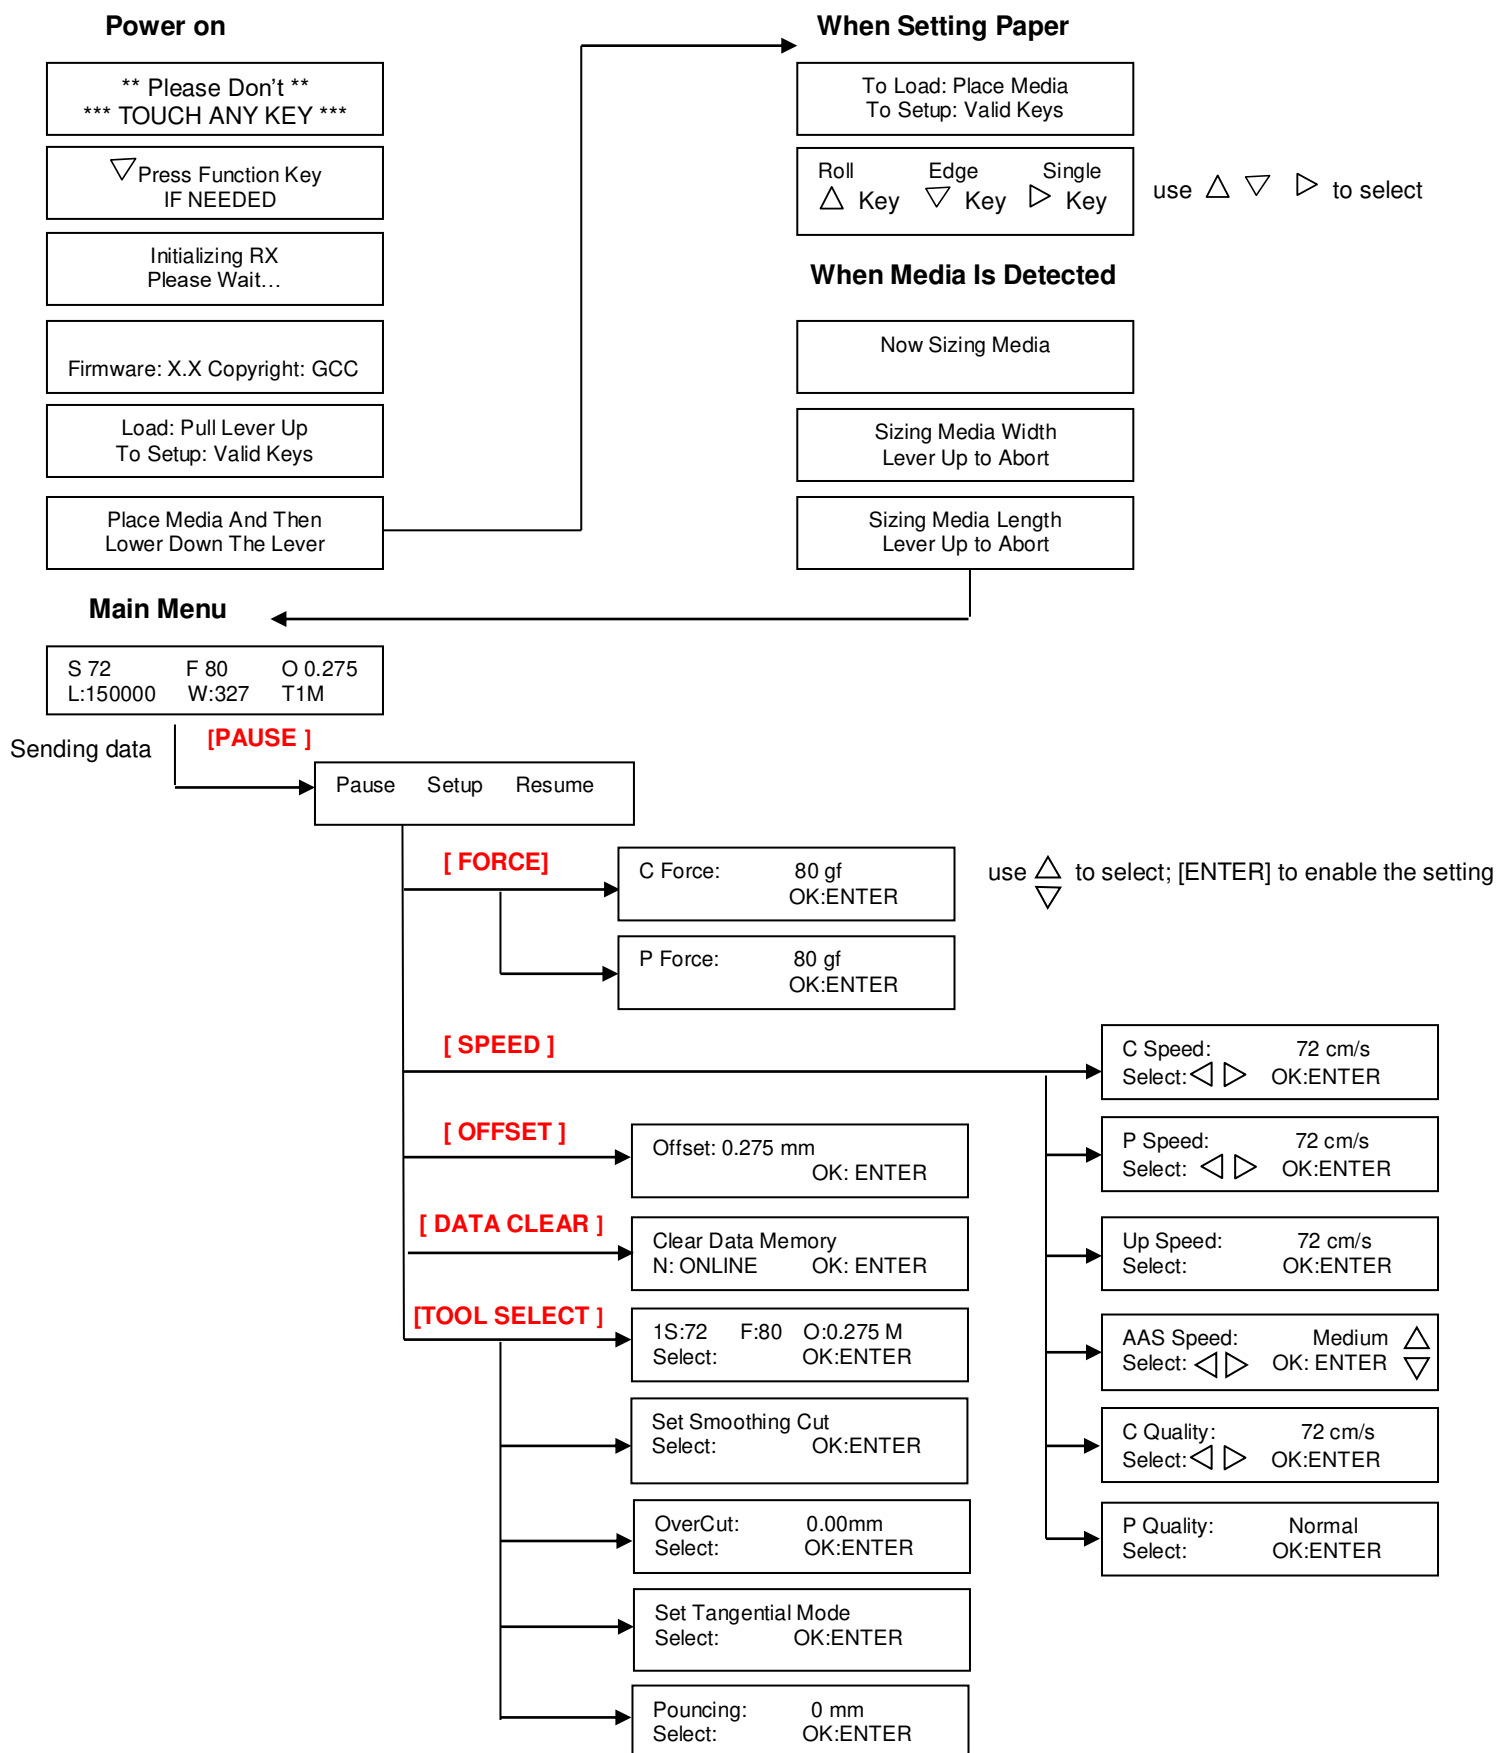 Power on
** Please Don't **
*** TOUCH ANY KEY ***
Press Function Key
IF NEEDED
Initializing RX
Please Wait…
Firmware: X.X Copyright: GCC
Load: Pull Lever Up
To Setup: Valid Keys
Place Media And Then
Lower Down The Lever
When Setting Paper
To Load: Place Media
To Setup: Valid Keys
Roll Edge Single
△ Key ▽ Key ▷ Key
use △ ▽ ▷ to select
When Media Is Detected
Now Sizing Media
Sizing Media Width
Lever Up to Abort
Sizing Media Length
Lever Up to Abort
Main Menu
S 72 F 80 O 0.275
L:150000 W:327 T1M
Sending data
[PAUSE ]
Pause Setup Resume
[ FORCE]
C Force: 80 gf
OK:ENTER
use △ ▽ to select; [ENTER] to enable the setting
P Force: 80 gf
OK:ENTER
[ SPEED ]
C Speed: 72 cm/s
Select: ◁ ▷ OK:ENTER
P Speed: 72 cm/s
Select: ◁ ▷ OK:ENTER
Up Speed: 72 cm/s
Select: OK:ENTER
AAS Speed: Medium △
Select: ◁ ▷ OK: ENTER ▽
C Quality: 72 cm/s
Select: ◁ ▷ OK:ENTER
P Quality: Normal
Select: OK:ENTER
[ OFFSET ]
Offset: 0.275 mm
OK: ENTER
[ DATA CLEAR ]
Clear Data Memory
N: ONLINE OK: ENTER
[TOOL SELECT ]
1S:72 F:80 O:0.275 M
Select: OK:ENTER
Set Smoothing Cut
Select: OK:ENTER
OverCut: 0.00mm
Select: OK:ENTER
Set Tangential Mode
Select: OK:ENTER
Pouncing: 0 mm
Select: OK:ENTER